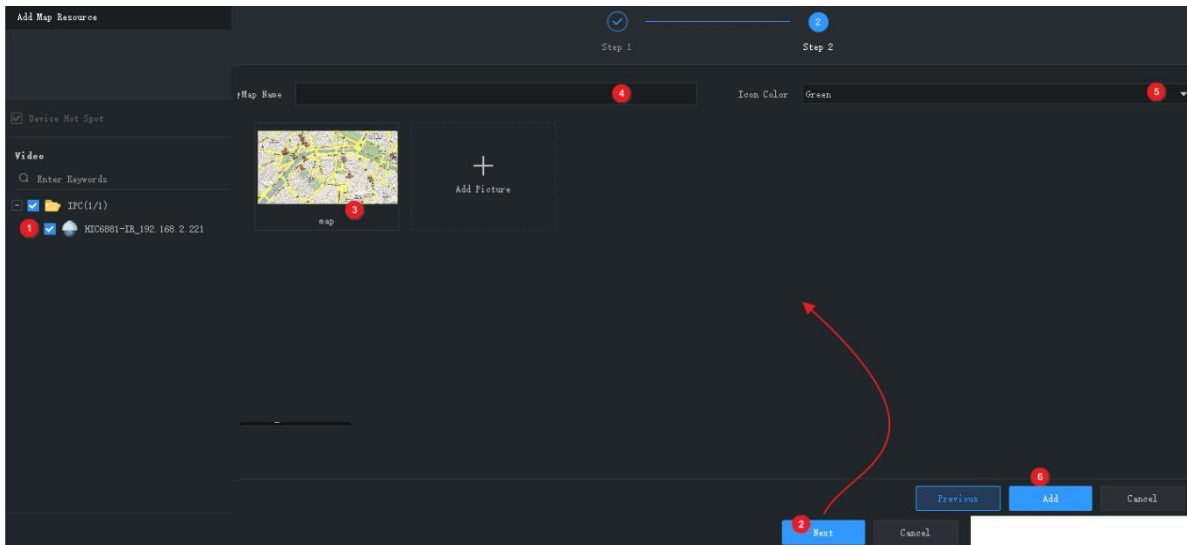 Add Map Resource
2
Step 1
Step 2
Map Name
4
Icon Color
Green
5
Device Hot Spot
Video
Enter Keywords
Add Picture
IPC(1/1)
3
map
1
HIC6881-IR_192.168.2.221
6
Previous
Add
Cancel
2
Next
Cancel